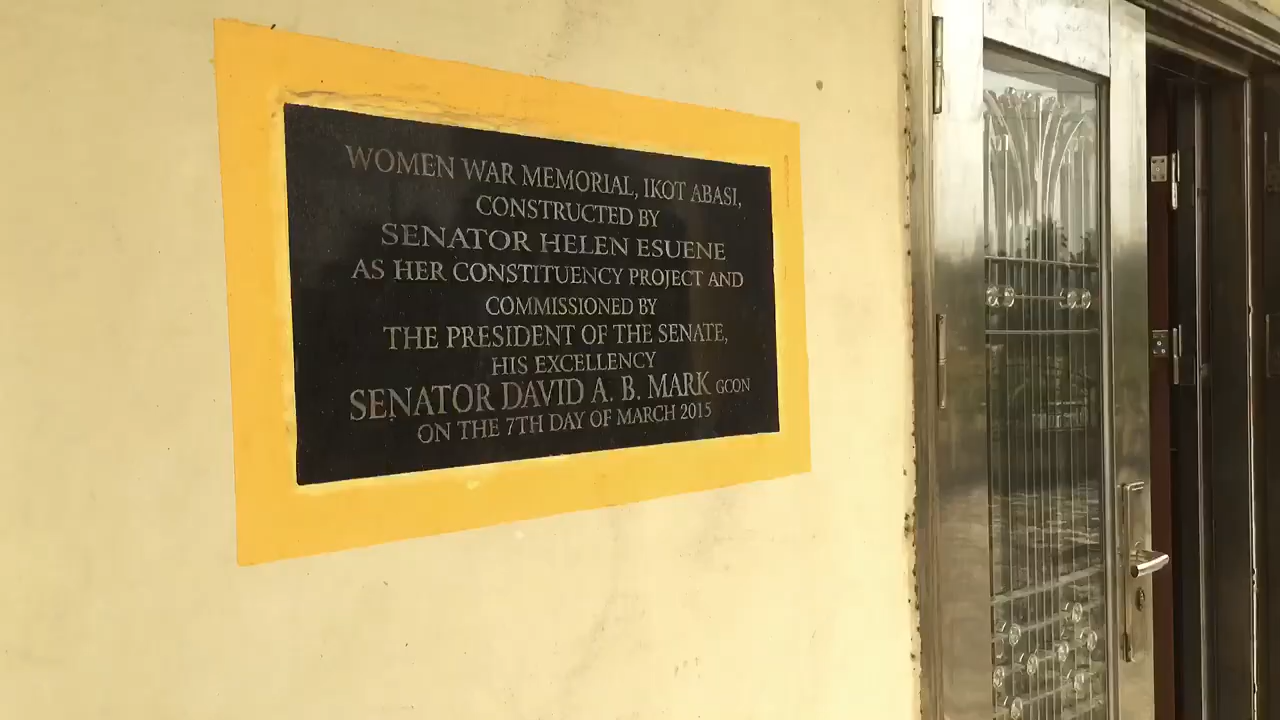 WOMEN WAR MEMORIAL, IKOT ABASI,
CONSTRUCTED BY
SENATOR HELEN ESUENE
AS HER CONSTITUENCY PROJECT AND
COMMISSIONED BY
THE PRESIDENT OF THE SENATE,
HIS EXCELLENCY
SENATOR DAVID A. B. MARK GCON
ON THE 7TH DAY OF MARCH 2015